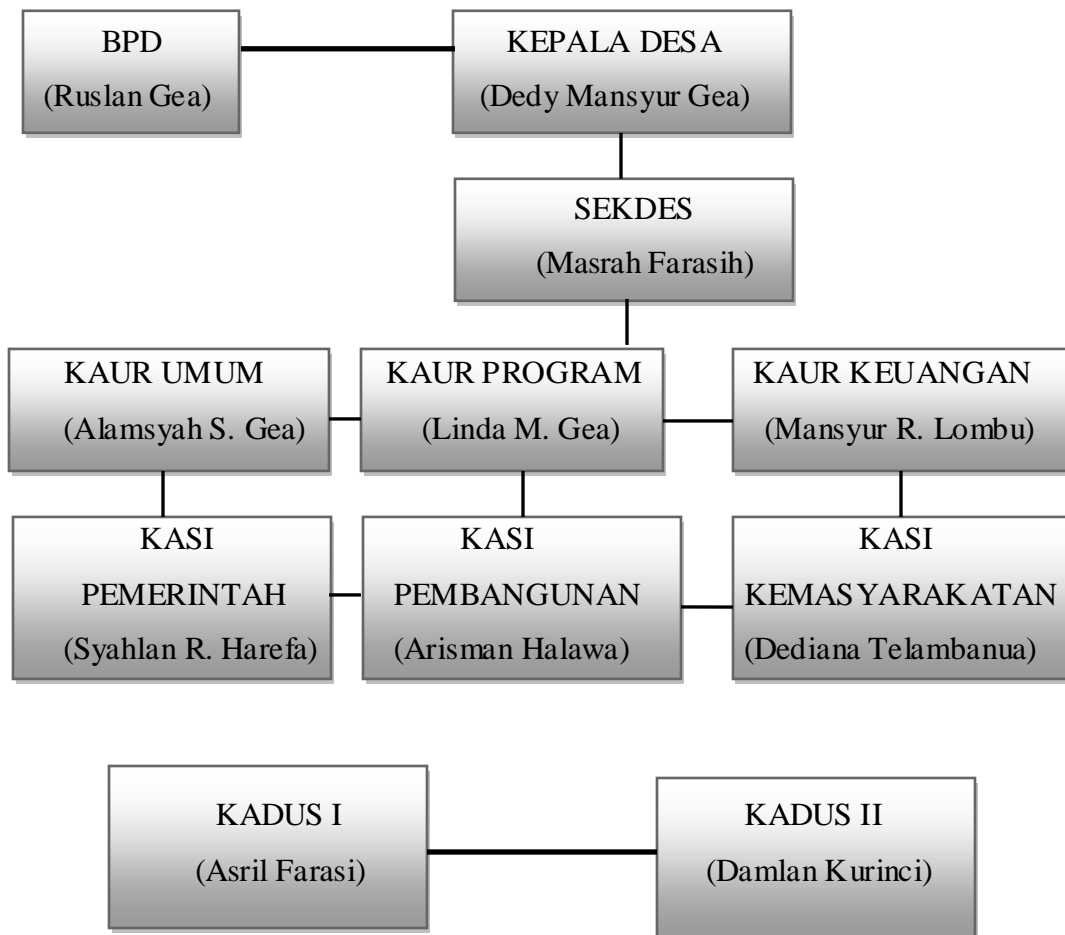 BPD
(Ruslan Gea)
KEPALA DESA
(Dedy Mansyur Gea)
SEKDES
(Masrah Farasih)
KAUR UMUM
(Alamsyah S. Gea)
KAUR PROGRAM
(Linda M. Gea)
KAUR KEUANGAN
(Mansyur R. Lombu)
KASI
PEMERINTAH
(Syahlan R. Harefa)
KASI
PEMBANGUNAN
(Arisman Halawa)
KASI
KEMASYARAKATAN
(Dediana Telambanua)
KADUS I
(Asril Farasi)
KADUS II
(Damlan Kurinci)